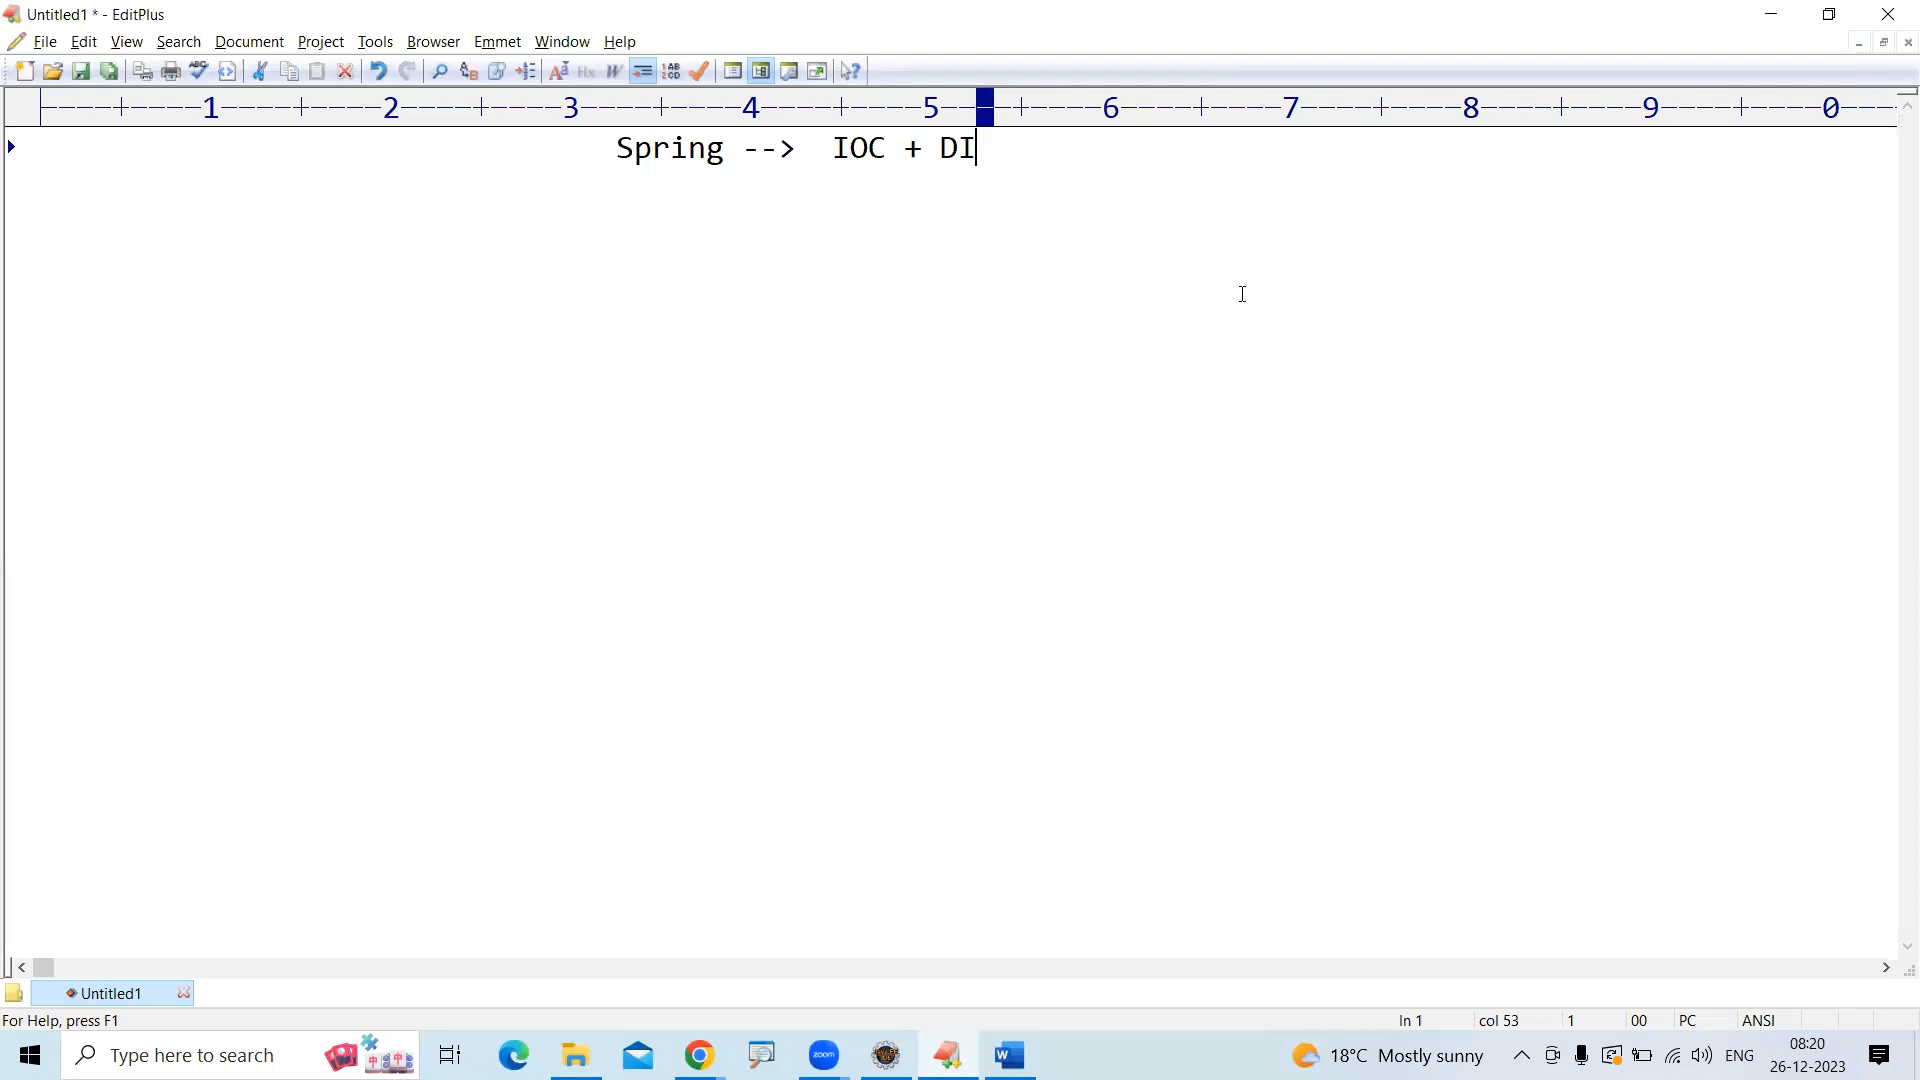 Untitled1 * - EditPlus
File Edit View Search Document Project Tools Browser Emmet Window Help
----+----1----+----2----+----3----+----4----+----5----+----6----+----7----+----8----+----9----+----0----
Spring --> IOC + DI
Untitled1
For Help, press F1
ln 1 col 53 1 00 PC ANSI
Type here to search
zoom
18°C Mostly sunny
ENG
08:20
26-12-2023